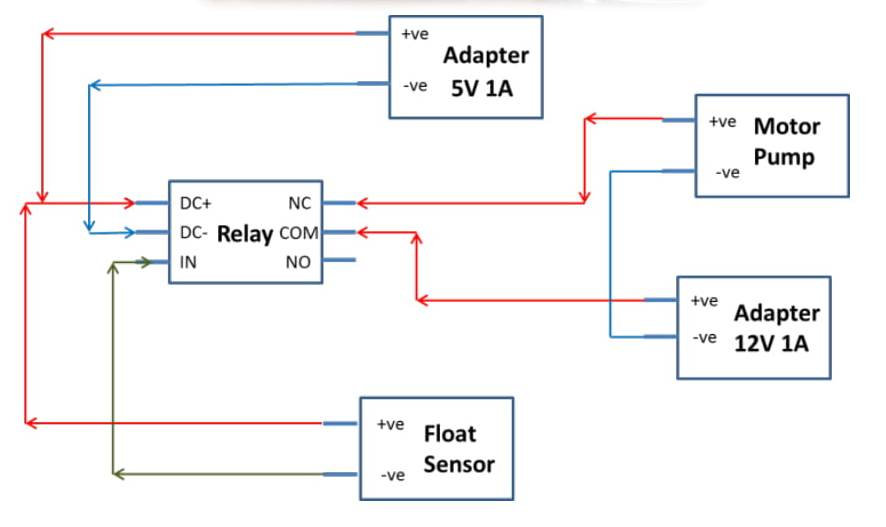 +ve
Adapter
-ve
5V 1A
+ve
Motor
Pump
-ve
DC+
NC
DC-
Relay
COM
IN
NO
+ve
Adapter
-ve
12V 1A
+ve
Float
Sensor
-ve